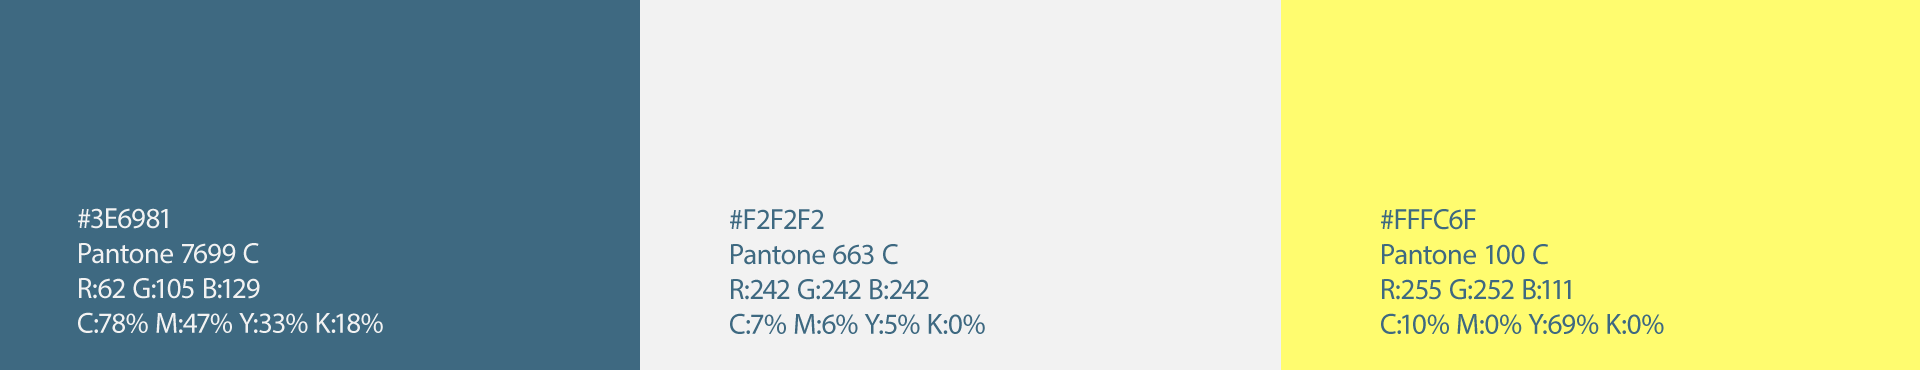 #3E6981
Pantone 7699 C
R:62 G:105 B:129
C:78% M:47% Y:33% K:18%
#F2F2F2
Pantone 663 C
R:242 G:242 B:242
C:7% M:6% Y:5% K:0%
#FFFC6F
Pantone 100 C
R:255 G:252 B:111
C:10% M:0% Y:69% K:0%